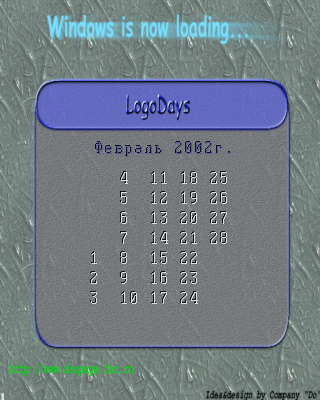 Windows is now loading...
LogoDays
Февраль 2002г.
4 11 18 25
5 12 19 26
6 13 20 27
7 14 21 28
1 8 15 22
2 9 16 23
3 10 17 24
Idea&design by Company "Do"